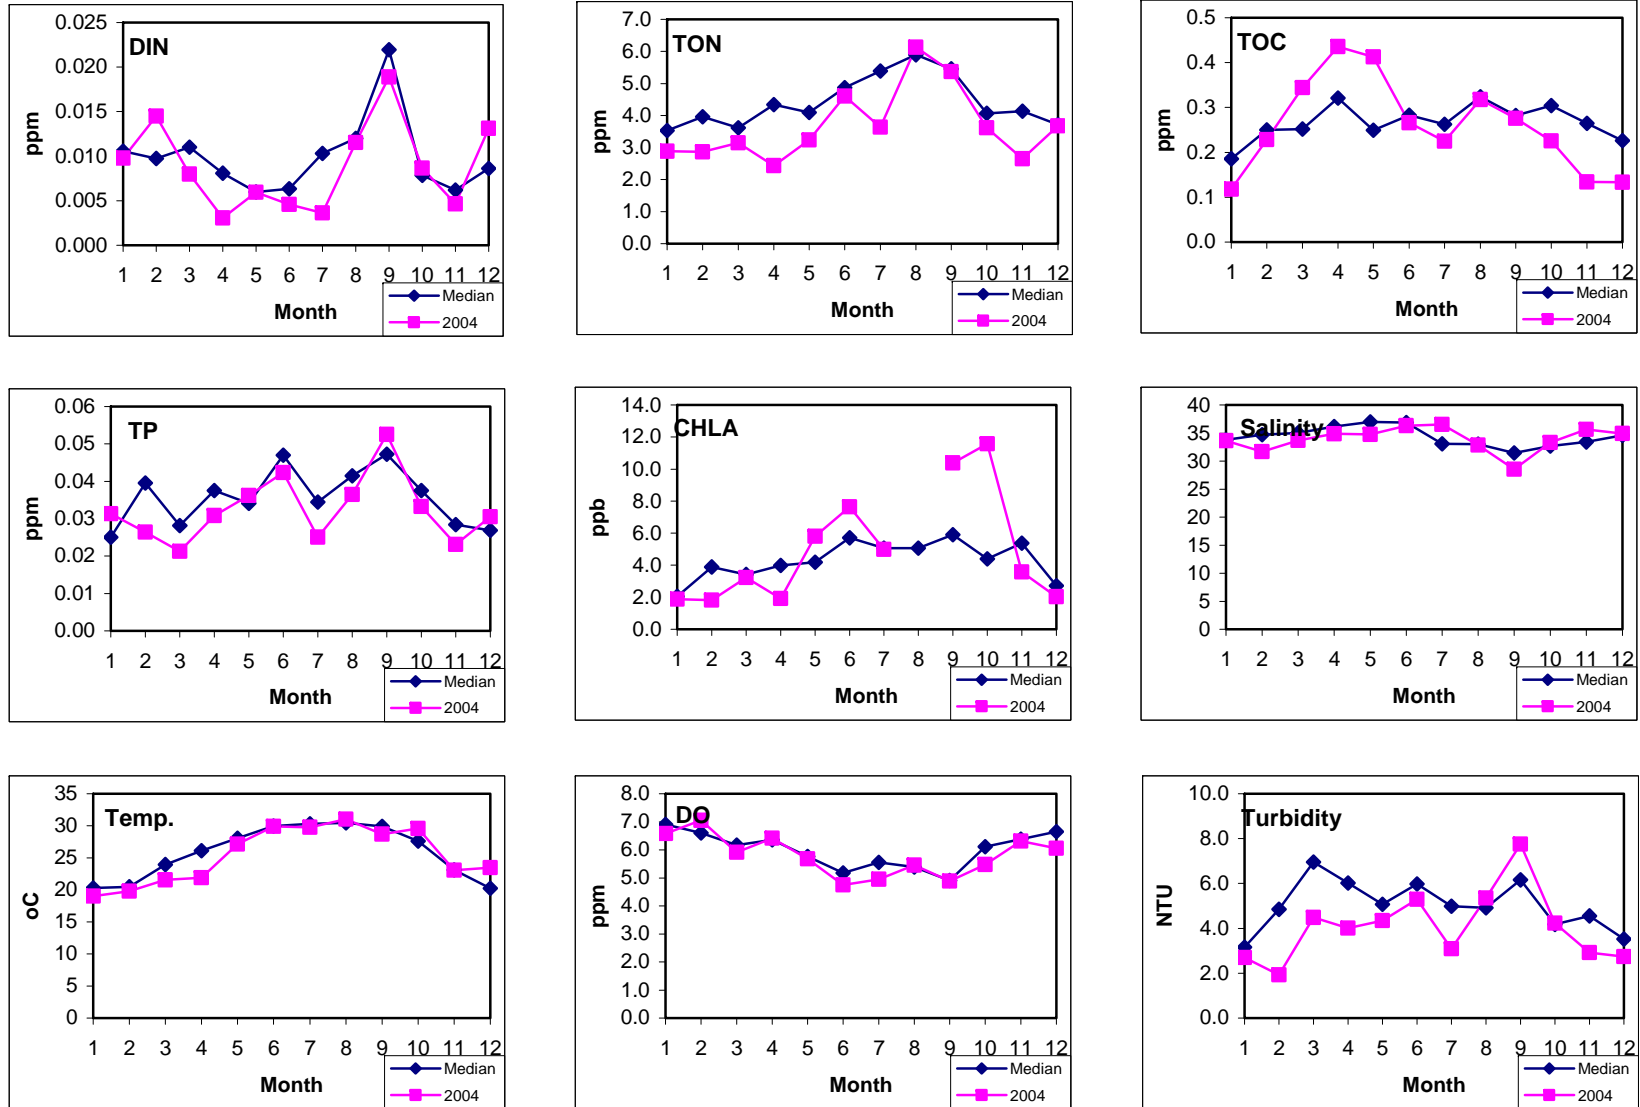 DIN
ppm
0.025
0.020
0.015
0.010
0.005
0.000
1 2 3 4 5 6 7 8 9 10 11 12
Month
Median
2004
TON
ppm
7.0
6.0
5.0
4.0
3.0
2.0
1.0
0.0
1 2 3 4 5 6 7 8 9 10 11 12
Month
Median
2004
TOC
ppm
0.5
0.4
0.3
0.2
0.1
0.0
1 2 3 4 5 6 7 8 9 10 11 12
Month
Median
2004
TP
ppm
0.06
0.05
0.04
0.03
0.02
0.01
0.00
1 2 3 4 5 6 7 8 9 10 11 12
Month
Median
2004
CHLA
ppb
14.0
12.0
10.0
8.0
6.0
4.0
2.0
0.0
1 2 3 4 5 6 7 8 9 10 11 12
Month
Median
2004
Salinity
40
35
30
25
20
15
10
5
0
1 2 3 4 5 6 7 8 9 10 11 12
Month
Median
2004
Temp.
oC
35
30
25
20
15
10
5
0
1 2 3 4 5 6 7 8 9 10 11 12
Month
Median
2004
DO
ppm
8.0
7.0
6.0
5.0
4.0
3.0
2.0
1.0
0.0
1 2 3 4 5 6 7 8 9 10 11 12
Month
Median
2004
Turbidity
NTU
10.0
8.0
6.0
4.0
2.0
0.0
1 2 3 4 5 6 7 8 9 10 11 12
Month
Median
2004